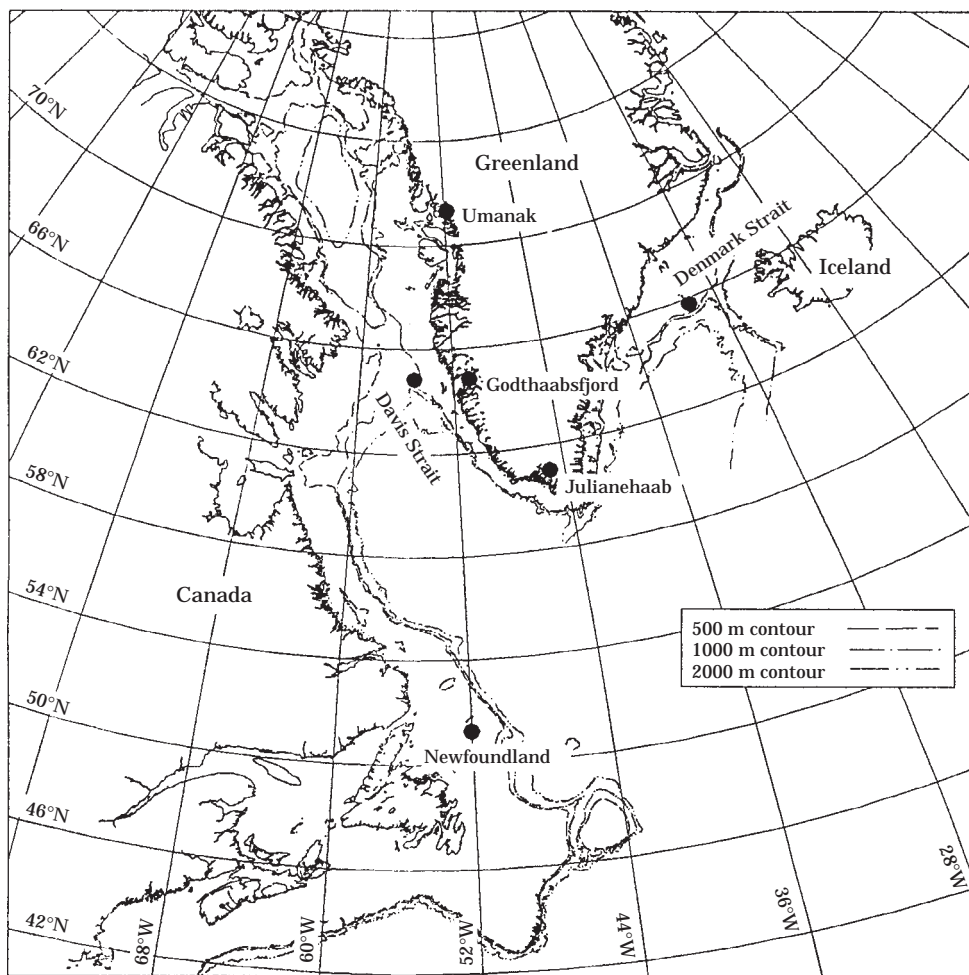 70°N
Greenland
Umanak
66°N
Denmark Strait
Iceland
62°N
Godthaabsfjord
Davis Strait
58°N
Julianehaab
Canada
54°N
500 m contour
1000 m contour
2000 m contour
50°N
Newfoundland
46°N
42°N
68°W
60°W
52°W
44°W
36°W
28°W